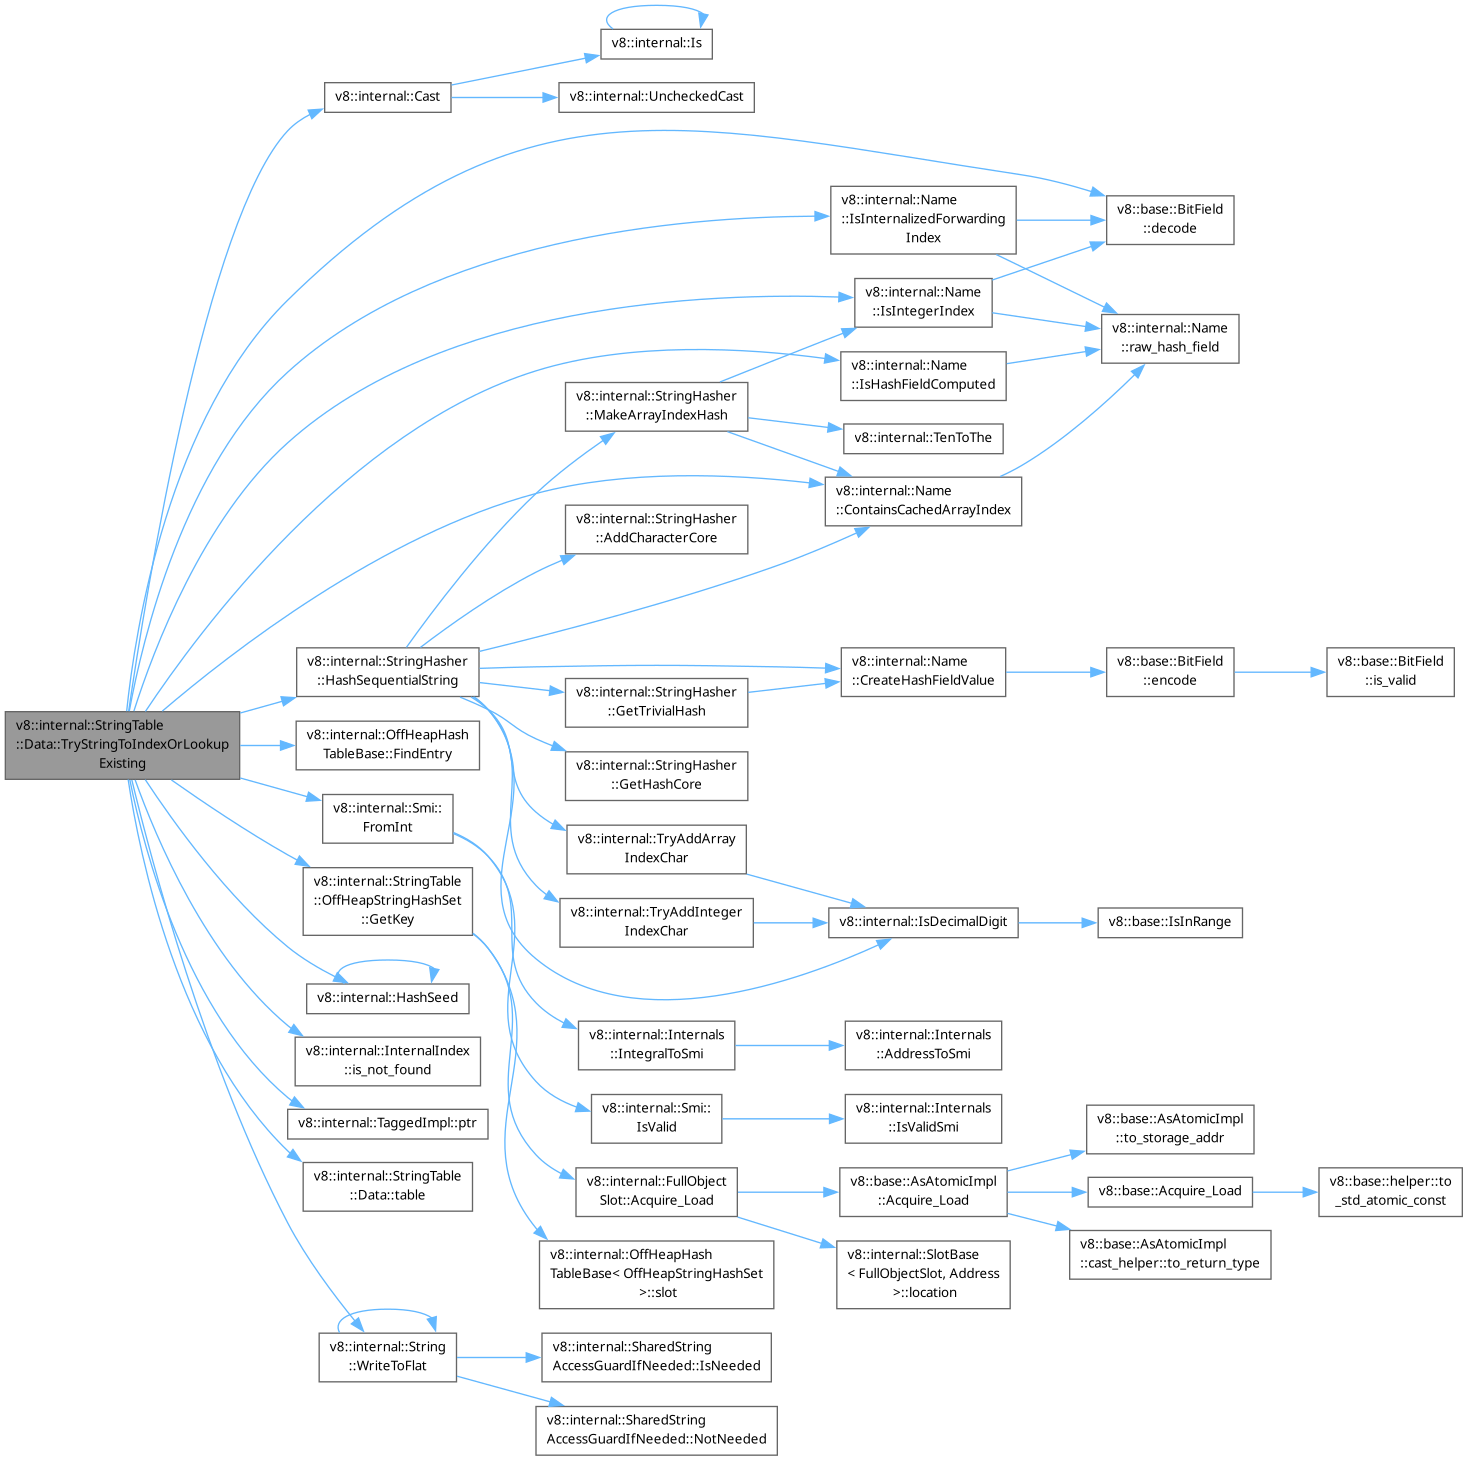 v8::internal::Is
v8::internal::Cast
v8::internal::UncheckedCast
v8::internal::Name
::IsInternalizedForwarding
Index
v8::base::BitField
::decode
v8::internal::Name
::IsIntegerIndex
v8::internal::Name
::raw_hash_field
v8::internal::Name
::IsHashFieldComputed
v8::internal::StringHasher
::MakeArrayIndexHash
v8::internal::TenToThe
v8::internal::Name
::ContainsCachedArrayIndex
v8::internal::StringHasher
::AddCharacterCore
v8::internal::StringHasher
::HashSequentialString
v8::internal::Name
::CreateHashFieldValue
v8::base::BitField
::encode
v8::base::BitField
::is_valid
v8::internal::StringHasher
::GetTrivialHash
v8::internal::StringTable
::Data::TryStringToIndexOrLookup
Existing
v8::internal::OffHeapHash
TableBase::FindEntry
v8::internal::StringHasher
::GetHashCore
v8::internal::Smi::
FromInt
v8::internal::TryAddArray
IndexChar
v8::internal::StringTable
::OffHeapStringHashSet
::GetKey
v8::internal::TryAddInteger
IndexChar
v8::internal::IsDecimalDigit
v8::base::IsInRange
v8::internal::HashSeed
v8::internal::Internals
::IntegralToSmi
v8::internal::Internals
::AddressToSmi
v8::internal::InternalIndex
::is_not_found
v8::internal::TaggedImpl::ptr
v8::internal::Smi::
IsValid
v8::internal::Internals
::IsValidSmi
v8::internal::StringTable
::Data::table
v8::internal::FullObject
Slot::Acquire_Load
v8::base::AsAtomicImpl
::Acquire_Load
v8::base::AsAtomicImpl
::to_storage_addr
v8::base::Acquire_Load
v8::base::helper::to
_std_atomic_const
v8::base::AsAtomicImpl
::cast_helper::to_return_type
v8::internal::OffHeapHash
TableBase< OffHeapStringHashSet
>::slot
v8::internal::SlotBase
< FullObjectSlot, Address
>::location
v8::internal::String
::WriteToFlat
v8::internal::SharedString
AccessGuardIfNeeded::IsNeeded
v8::internal::SharedString
AccessGuardIfNeeded::NotNeeded